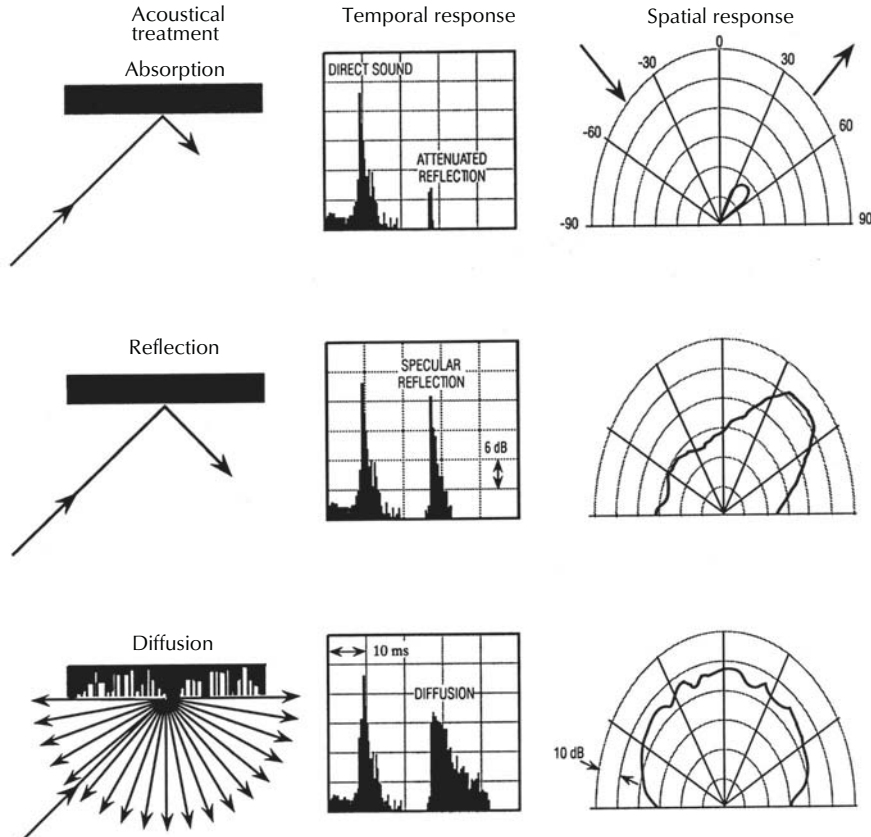 Acoustical
treatment
Temporal response
Spatial response
Absorption
DIRECT SOUND
ATTENUATED
REFLECTION
0
-30
30
-60
60
-90
90
Reflection
SPECULAR
REFLECTION
6 dB
Diffusion
10 ms
DIFFUSION
10 dB